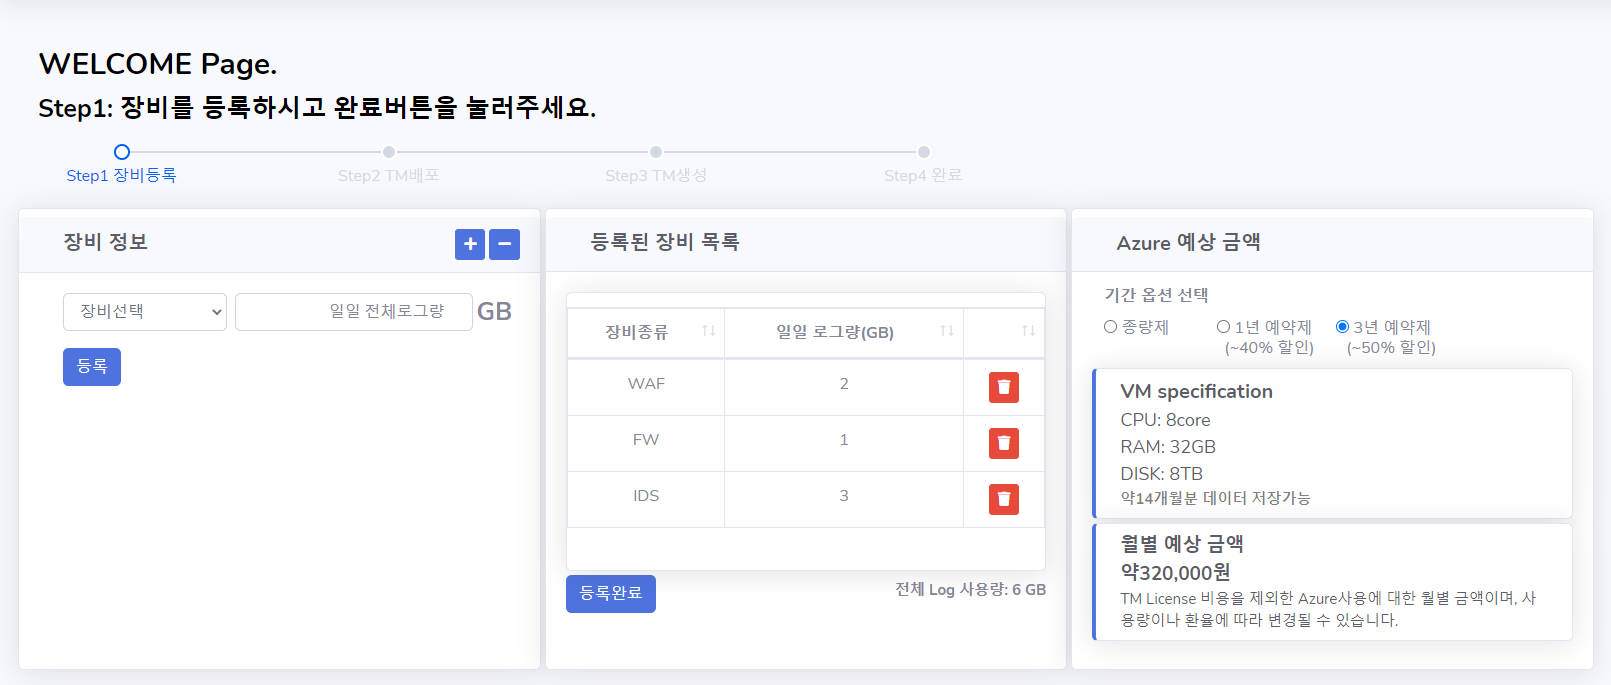 WELCOME Page.
Step1: 장비를 등록하시고 완료버튼을 눌러주세요.
Step1 장비등록
Step2 TM배포
Step3 TM생성
Step4 완료
장비 정보
장비선택
일일 전체로그량
GB
등록
등록된 장비 목록
장비종류
일일 로그량(GB)
WAF
2
FW
1
IDS
3
등록완료
전체 Log 사용량: 6 GB
Azure 예상 금액
기간 옵션 선택
종량제
1년 예약제
(~40% 할인)
3년 예약제
(~50% 할인)
VM specification
CPU: 8core
RAM: 32GB
DISK: 8TB
약14개월분 데이터 저장가능
월별 예상 금액
약320,000원
TM License 비용을 제외한 Azure사용에 대한 월별 금액이며, 사
용량이나 환율에 따라 변경될 수 있습니다.